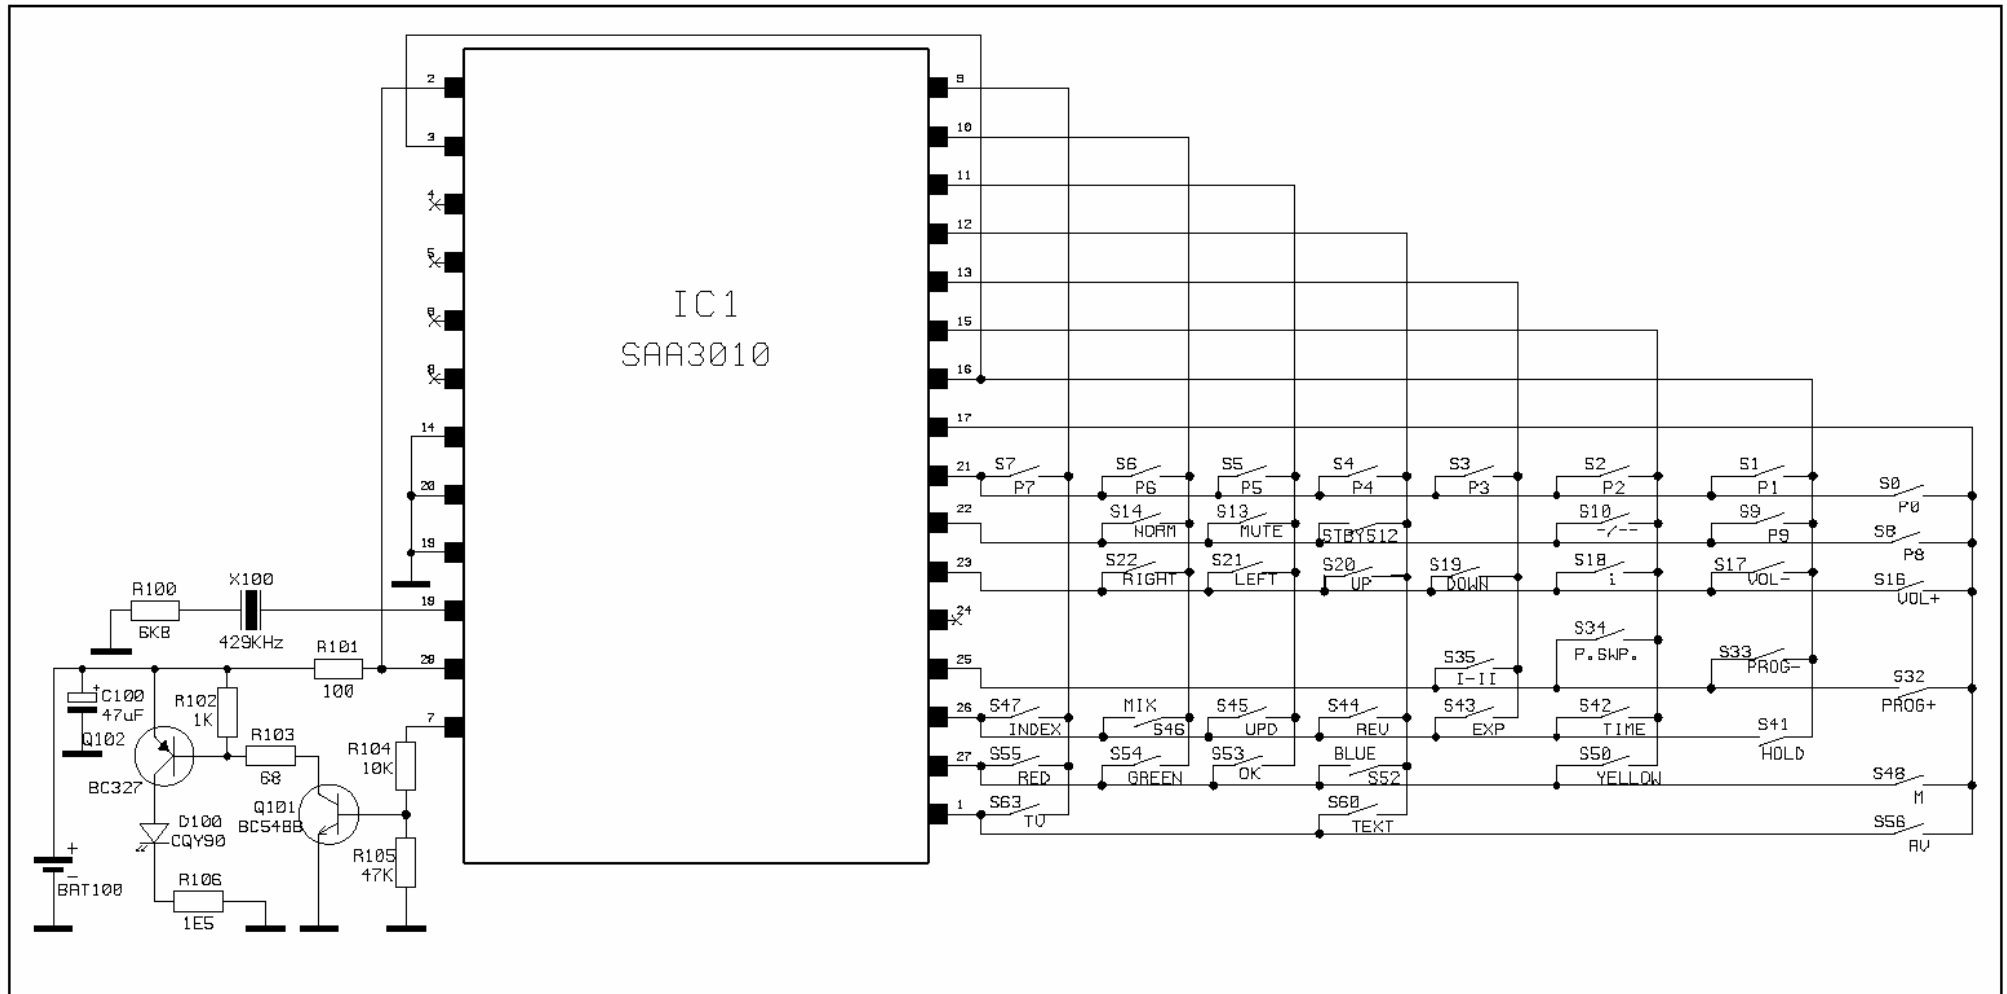 2
3
4
5
6
8
14
20
19
18
28
7
IC1
SAA3010
9
10
11
12
13
15
16
17
21
22
23
24
25
26
27
1
S7
P7
S6
P6
S5
P5
S4
P4
S3
P3
S2
P2
S1
P1
S0
P0
S14
NORM
S13
MUTE
STBYS12
S10
-/--
S9
P9
S8
P8
S22
RIGHT
S21
LEFT
S20
UP
S19
DOWN
S18
i
S17
VOL-
S16
VOL+
S34
P.SWP.
S35
I-II
S33
PROG-
S32
PROG+
S47
INDEX
MIX
S46
S45
UPD
S44
REV
S43
EXP
S42
TIME
S41
HOLD
S55
RED
S54
GREEN
S53
OK
BLUE
S52
S50
YELLOW
S48
M
S63
TV
S60
TEXT
S56
AV
R100
6K8
X100
429KHz
R101
100
+
C100
47uF
R102
1K
Q102
BC327
R103
68
R104
10K
Q101
BC548B
D100
CQY90
R105
47K
+
-
BAT100
R106
1E5